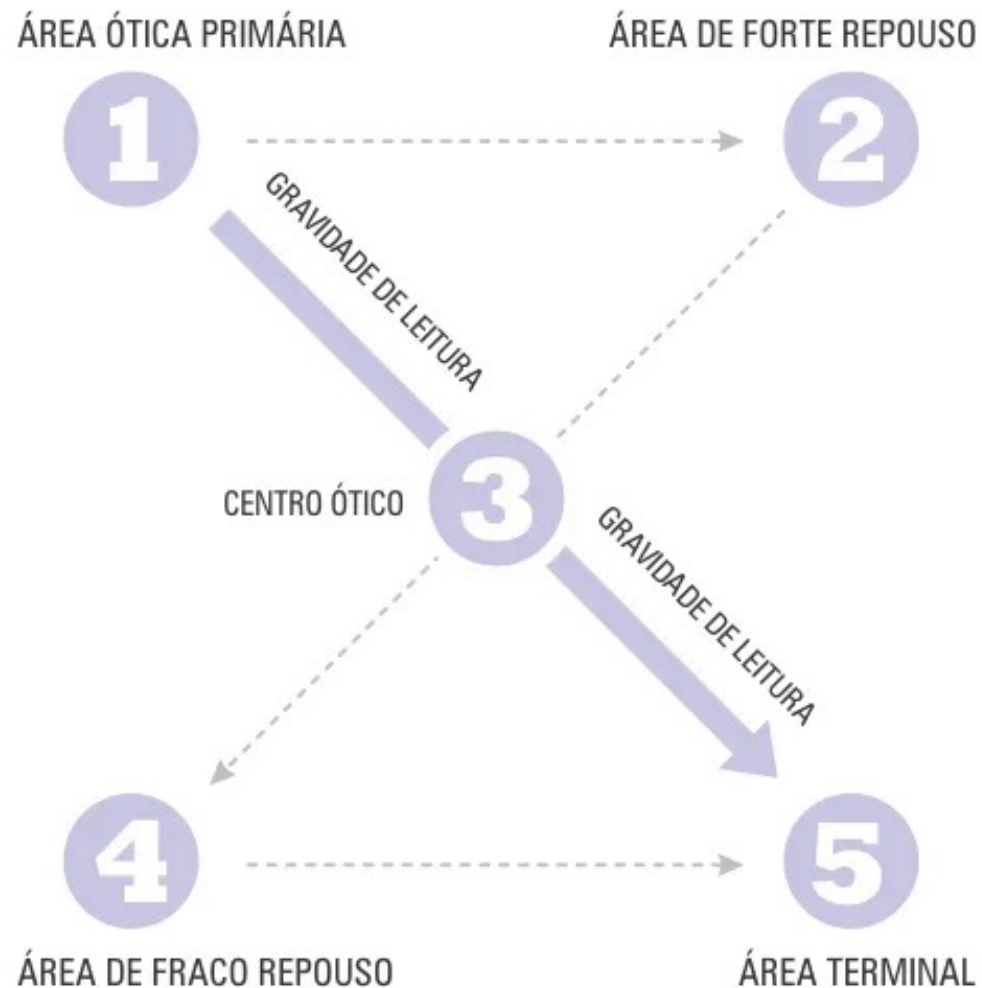 ÁREA ÓTICA PRIMÁRIA
ÁREA DE FORTE REPOUSO
1
2
GRAVIDADE DE LEITURA
CENTRO ÓTICO
3
GRAVIDADE DE LEITURA
4
5
ÁREA DE FRACO REPOUSO
ÁREA TERMINAL